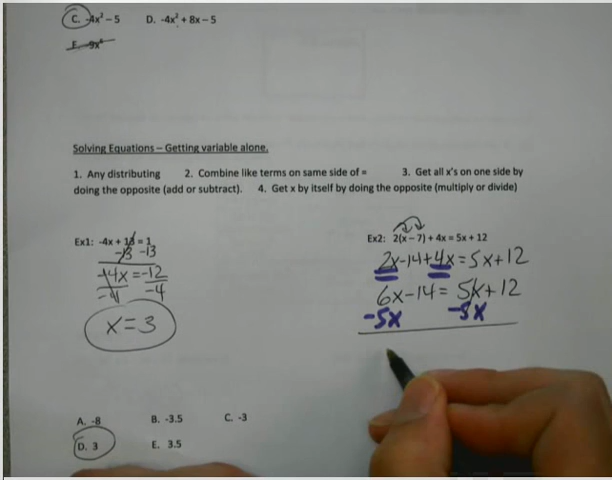 C. -4x² – 5 D. -4x² + 8x – 5
E. -9x⁴
Solving Equations – Getting variable alone.
1. Any distributing 2. Combine like terms on same side of = 3. Get all x's on one side by
doing the opposite (add or subtract). 4. Get x by itself by doing the opposite (multiply or divide)
Ex1: -4x + 13 = 1
-13 -13
-4x = -12
-4 -4
x = 3
Ex2: 2(x – 7) + 4x = 5x + 12
2x - 14 + 4x = 5x + 12
6x - 14 = 5x + 12
-5x -5x
A. -8 B. -3.5 C. -3
D. 3 E. 3.5